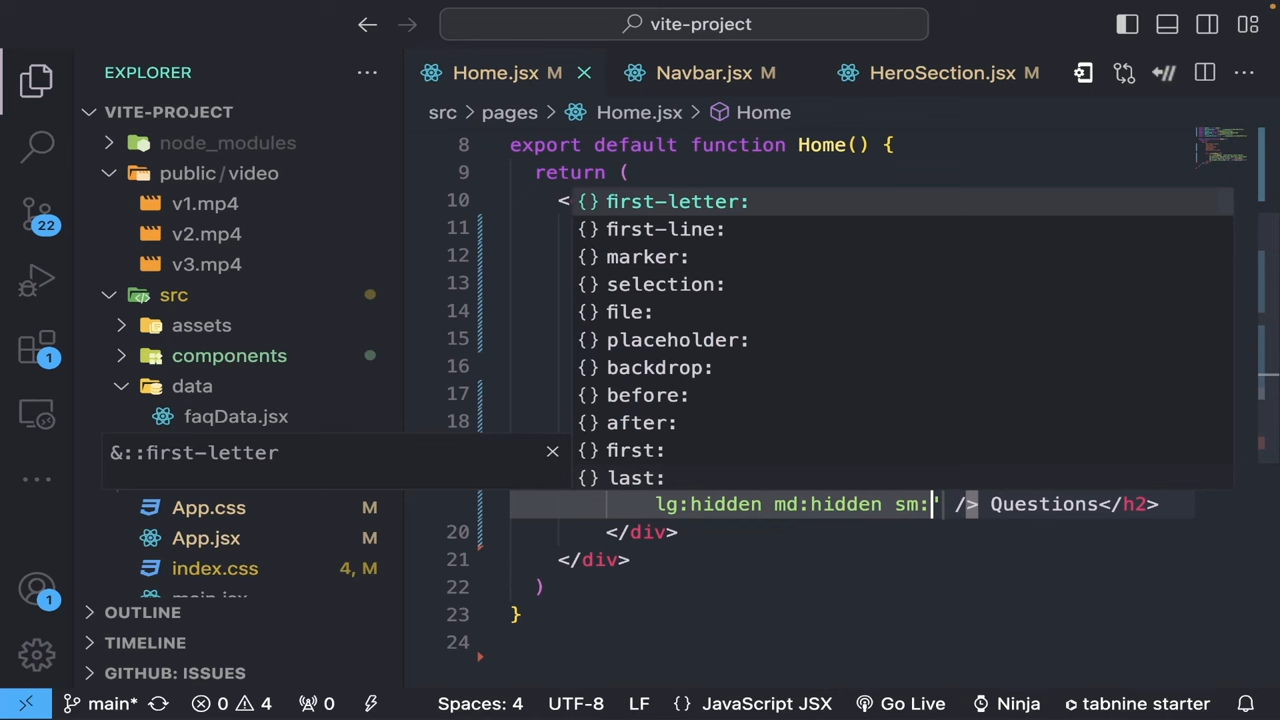 vite-project
EXPLORER
Home.jsx M
Navbar.jsx M
HeroSection.jsx M
VITE-PROJECT
src > pages > Home.jsx > Home
node_modules
public/video
v1.mp4
v2.mp4
v3.mp4
src
assets
components
data
faqData.jsx
&::first-letter
App.css M
App.jsx M
index.css 4, M
main.jsx
OUTLINE
TIMELINE
GITHUB: ISSUES
22
1
1
8 export default function Home() {
9 return (
10 <
11
12
13
14
15
16
17
18
{} first-letter:
{} first-line:
{} marker:
{} selection:
{} file:
{} placeholder:
{} backdrop:
{} before:
{} after:
{} first:
{} last:
lg:hidden md:hidden sm:' /> Questions</h2>
20 </div>
21 </div>
22 )
23 }
24
main* 0 4 0 Spaces: 4 UTF-8 LF {} JavaScript JSX Go Live Ninja tabnine starter